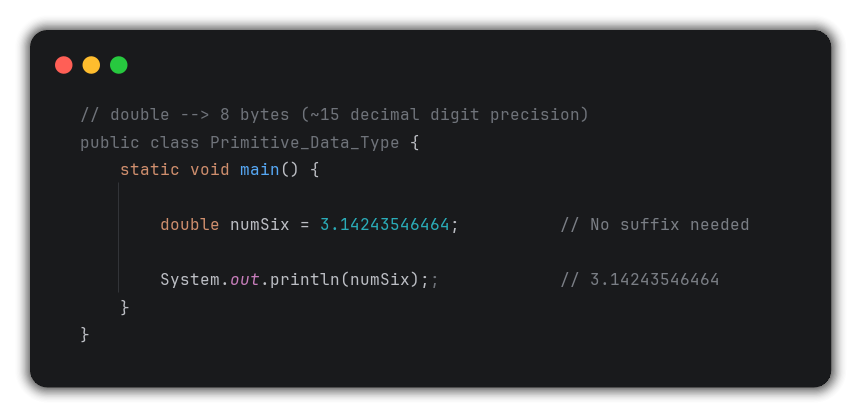 // double --> 8 bytes (~15 decimal digit precision)
public class Primitive_Data_Type {
static void main() {
double numSix = 3.14243546464; // No suffix needed
System.out.println(numSix);; // 3.14243546464
}
}